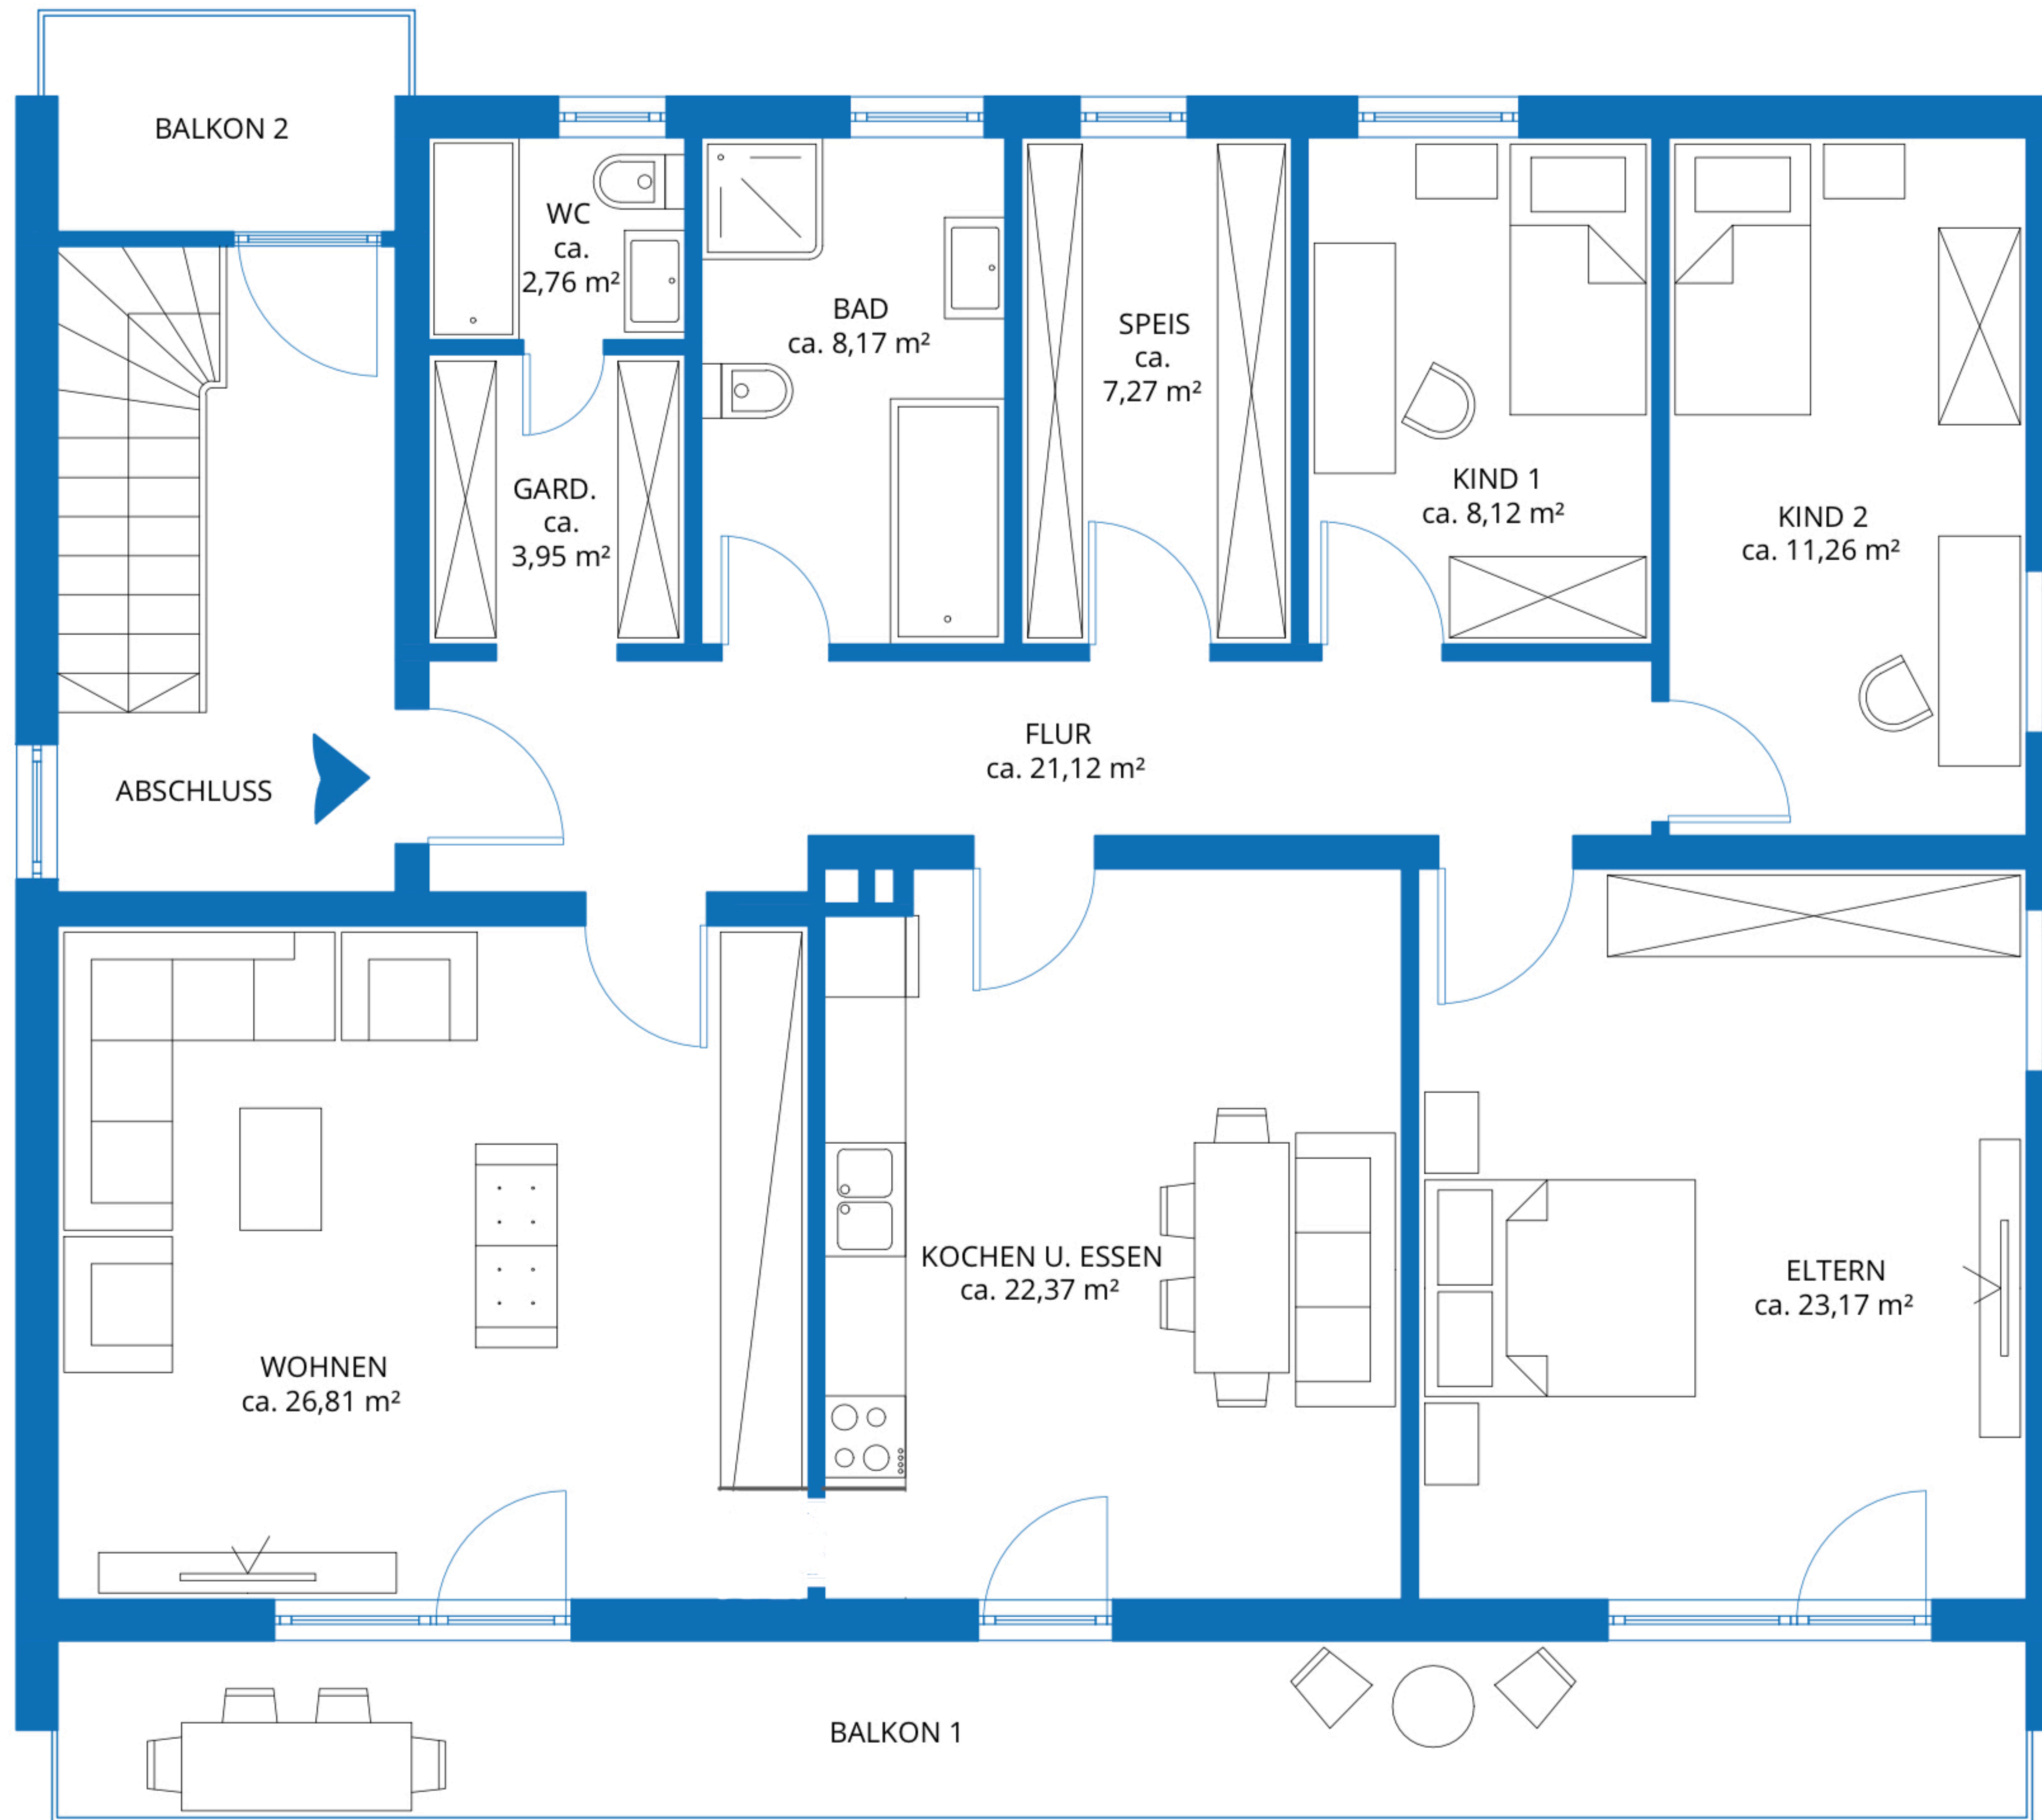 BALKON 2
WC
ca.
2,76 m²
BAD
ca. 8,17 m²
SPEIS
ca.
7,27 m²
GARD.
ca.
3,95 m²
KIND 1
ca. 8,12 m²
KIND 2
ca. 11,26 m²
FLUR
ca. 21,12 m²
ABSCHLUSS
KOCHEN U. ESSEN
ca. 22,37 m²
ELTERN
ca. 23,17 m²
WOHNEN
ca. 26,81 m²
BALKON 1